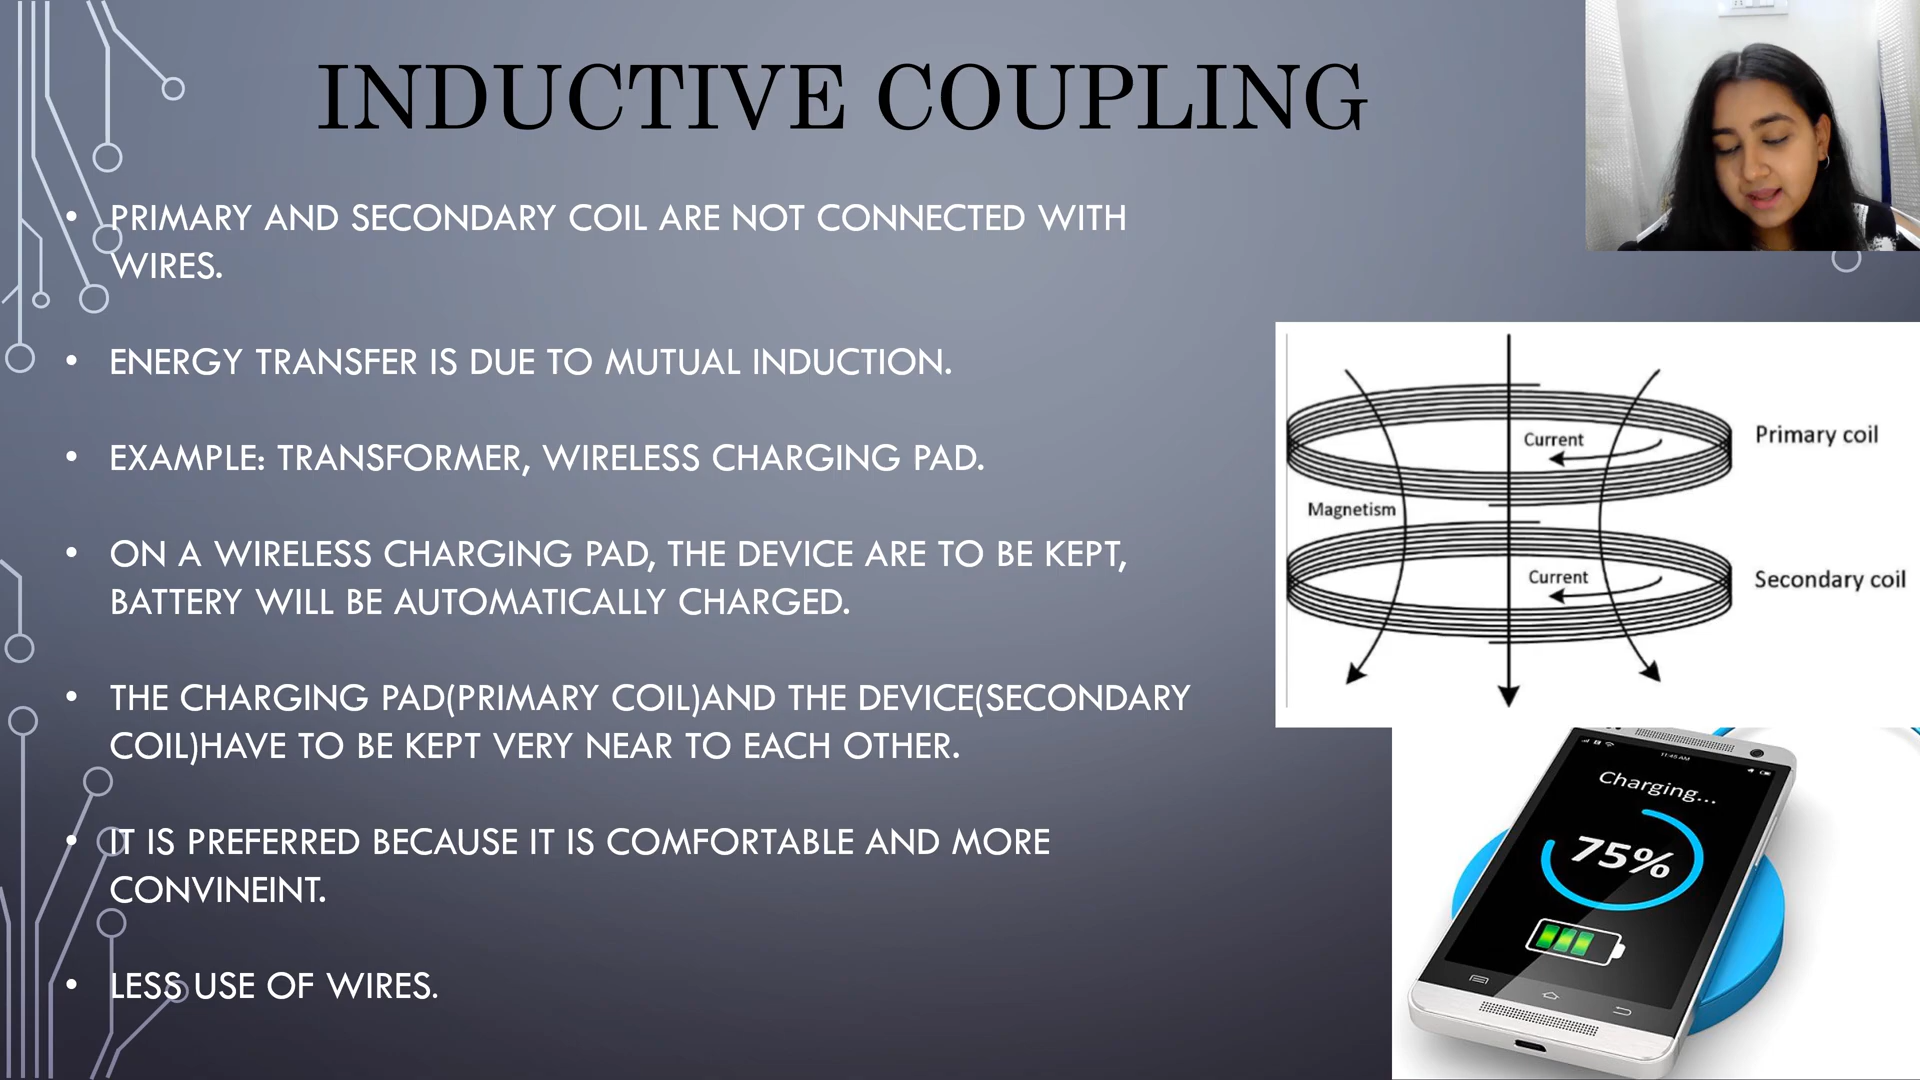 INDUCTIVE COUPLING
• PRIMARY AND SECONDARY COIL ARE NOT CONNECTED WITH
WIRES.
• ENERGY TRANSFER IS DUE TO MUTUAL INDUCTION.
• EXAMPLE: TRANSFORMER, WIRELESS CHARGING PAD.
• ON A WIRELESS CHARGING PAD, THE DEVICE ARE TO BE KEPT,
BATTERY WILL BE AUTOMATICALLY CHARGED.
• THE CHARGING PAD(PRIMARY COIL)AND THE DEVICE(SECONDARY
COIL)HAVE TO BE KEPT VERY NEAR TO EACH OTHER.
• IT IS PREFERRED BECAUSE IT IS COMFORTABLE AND MORE
CONVINEINT.
• LESS USE OF WIRES.
Current
Primary coil
Magnetism
Current
Secondary coil
11:45 AM
Charging...
75%